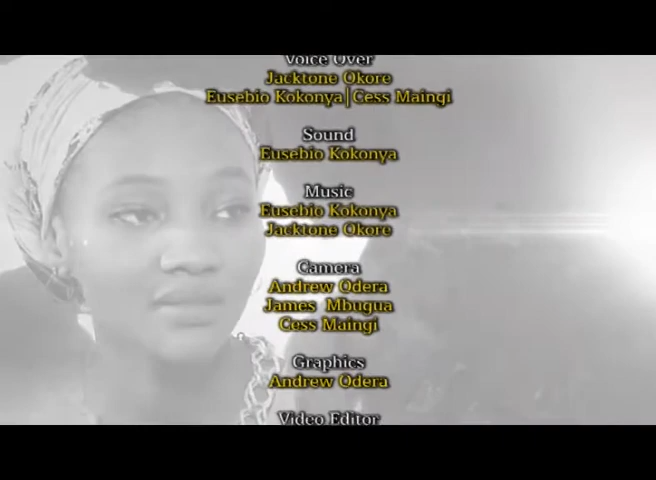 Voice Over
Jacktone Okore
Eusebio Kokonya|Cess Maingi
Sound
Eusebio Kokonya
Music
Eusebio Kokonya
Jacktone Okore
Camera
Andrew Odera
James Mbugua
Cess Maingi
Graphics
Andrew Odera
Video Editor